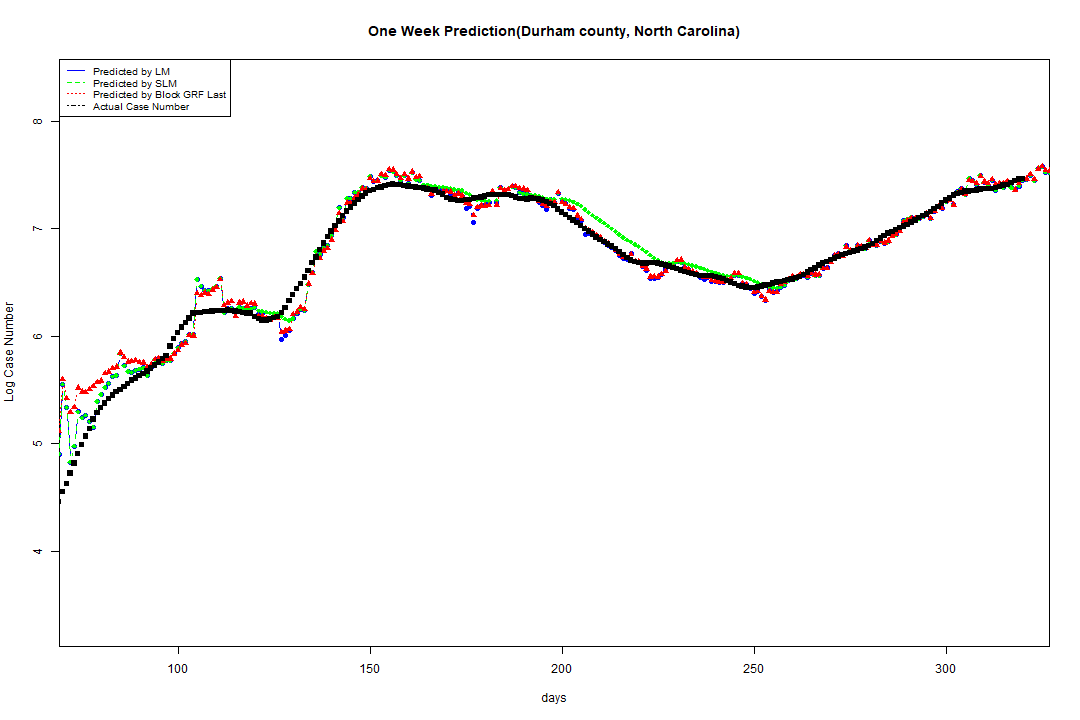 One Week Prediction(Durham county, North Carolina)
Predicted by LM
Predicted by SLM
Predicted by Block GRF Last
Actual Case Number
8
7
6
5
4
Log Case Number
100 150 200 250 300
days